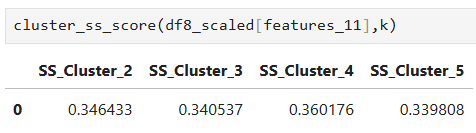 cluster_ss_score(df8_scaled[features_11],k)
SS_Cluster_2 SS_Cluster_3 SS_Cluster_4 SS_Cluster_5
0 0.346433 0.340537 0.360176 0.339808